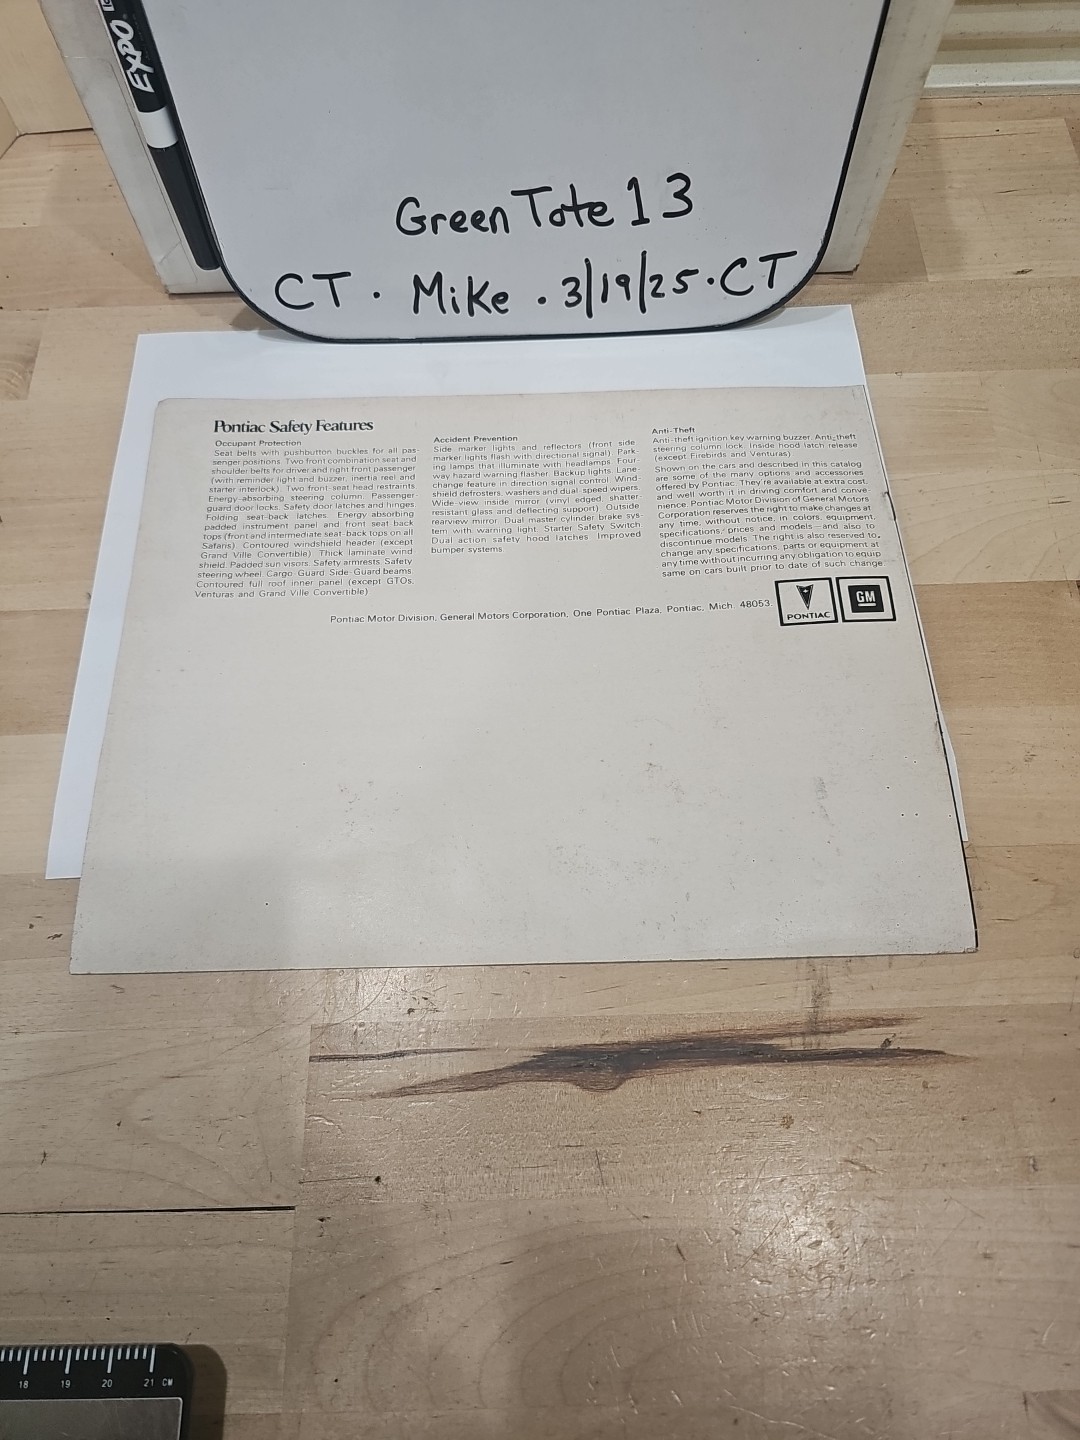 EXPO
Green Tote 13
CT · Mike · 3/19/25 · CT
Pontiac Safety Features
Occupant Protection
Seat belts with pushbutton buckles for all pas-
senger positions. Two front combination seat and
shoulder belts for driver and right front passenger
(with reminder light and buzzer, inertia reel and
starter interlock). Two front-seat head restraints.
Energy-absorbing steering column. Passenger-
guard door locks. Safety door latches and hinges.
Folding seat-back latches. Energy absorbing
padded instrument panel and front seat back
tops (front and intermediate seat-back tops on all
Safaris). Contoured windshield header (except
Grand Ville Convertible). Thick laminate wind-
shield. Padded sun visors. Safety armrests. Safety
steering wheel. Cargo-Guard. Side-Guard beams.
Contoured full roof inner panel (except GTOs,
Venturas and Grand Ville Convertible)
Accident Prevention
Side marker lights and reflectors (front side
marker lights flash with directional signal). Park-
ing lamps that illuminate with headlamps. Four-
way hazard warning flasher. Backup lights. Lane-
change feature in direction signal control. Wind-
shield defrosters, washers and dual-speed wipers.
Wide-view inside mirror (vinyl edged, shatter-
resistant glass and deflecting support). Outside
rearview mirror. Dual master cylinder brake sys-
tem with warning light. Starter Safety Switch
Dual action safety hood latches. Improved
bumper systems.
Anti-Theft
Anti-theft ignition key warning buzzer. Anti-theft
steering column lock. Inside hood latch release
(except Firebirds and Venturas)
Shown on the cars and described in this catalog
are some of the many options and accessories
offered by Pontiac. They're available at extra cost,
and well worth it in driving comfort and conve-
nience. Pontiac Motor Division of General Motors
Corporation reserves the right to make changes at
any time, without notice, in colors, equipment,
specifications, prices and models—and also to
discontinue models. The right is also reserved to
change any specifications, parts or equipment at
any time without incurring any obligation to equip
same on cars built prior to date of such change
Pontiac Motor Division, General Motors Corporation, One Pontiac Plaza, Pontiac, Mich. 48053.
PONTIAC
GM
18 19 20 21 CM